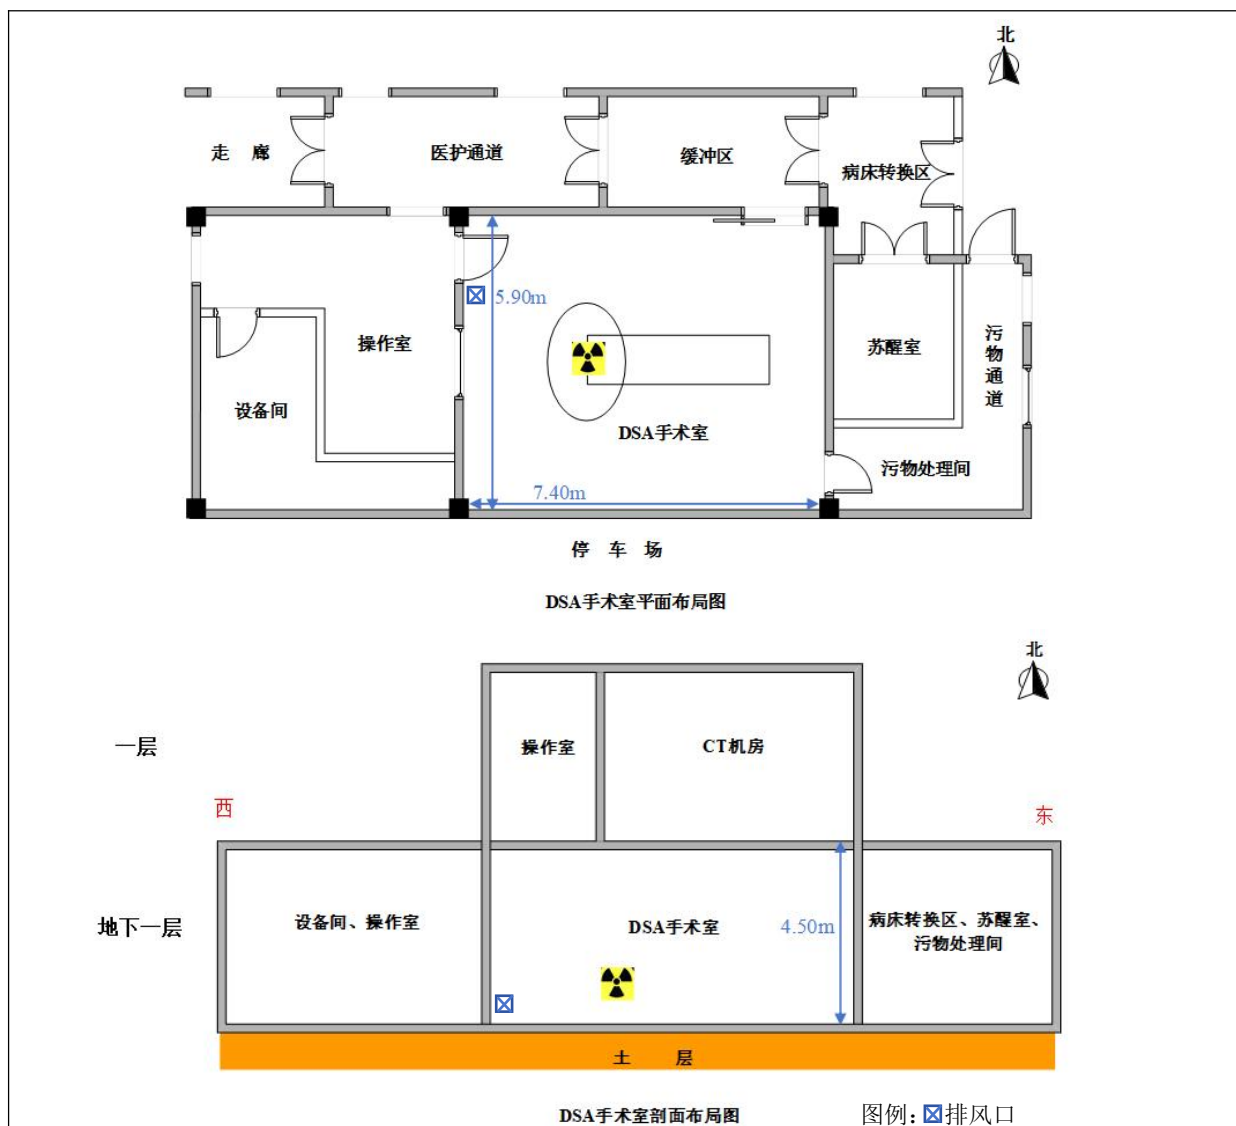 北
走 廊
医护通道
缓冲区
病床转换区
5.90m
操作室
苏醒室
污物通道
设备间
DSA手术室
污物处理间
7.40m
停 车 场
DSA手术室平面布局图
北
一层
操作室
CT机房
西
东
地下一层
设备间、操作室
DSA手术室
4.50m
病床转换区、苏醒室、
污物处理间
土 层
DSA手术室剖面布局图
图例：排风口